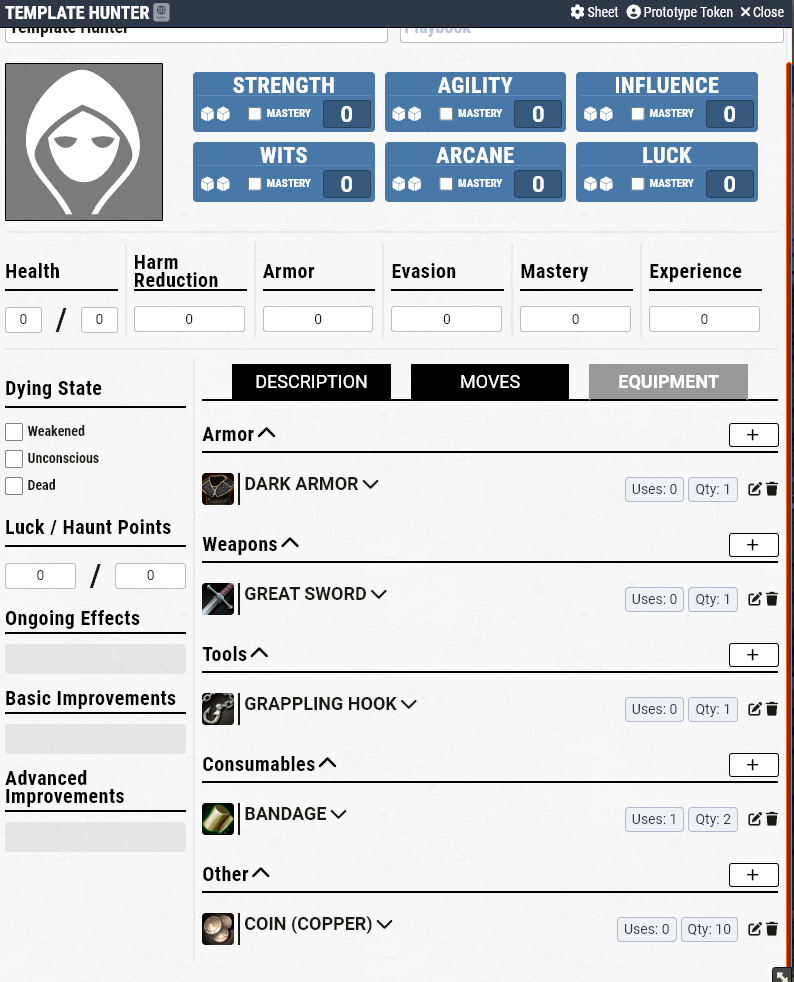 TEMPLATE HUNTER Sheet Prototype Token Close
Template Hunter Playbook
STRENGTH AGILITY INFLUENCE
MASTERY 0 MASTERY 0 MASTERY 0
WITS ARCANE LUCK
MASTERY 0 MASTERY 0 MASTERY 0
Health Harm Reduction Armor Evasion Mastery Experience
0 / 0 0 0 0 0 0
Dying State
Weakened
Unconscious
Dead
Luck / Haunt Points
0 / 0
Ongoing Effects
Basic Improvements
Advanced
Improvements
DESCRIPTION MOVES EQUIPMENT
Armor +
DARK ARMOR Uses: 0 Qty: 1
Weapons +
GREAT SWORD Uses: 0 Qty: 1
Tools +
GRAPPLING HOOK Uses: 0 Qty: 1
Consumables +
BANDAGE Uses: 1 Qty: 2
Other +
COIN (COPPER) Uses: 0 Qty: 10